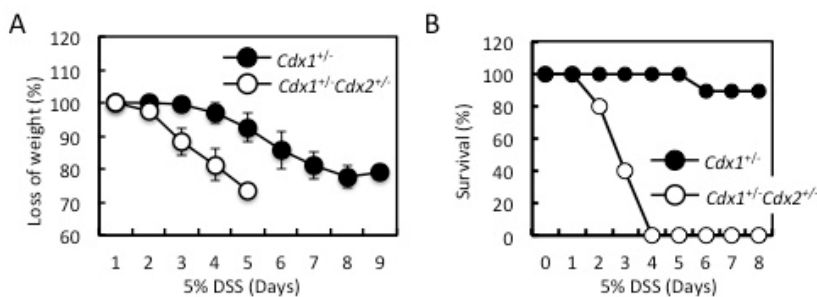 A
Loss of weight (%)
120
110
100
90
80
70
60
Cdx1+/-
Cdx1+/-Cdx2+/-
1 2 3 4 5 6 7 8 9
5% DSS (Days)
B
Survival (%)
120
100
80
60
40
20
0
Cdx1+/-
Cdx1+/-Cdx2+/-
0 1 2 3 4 5 6 7 8
5% DSS (Days)